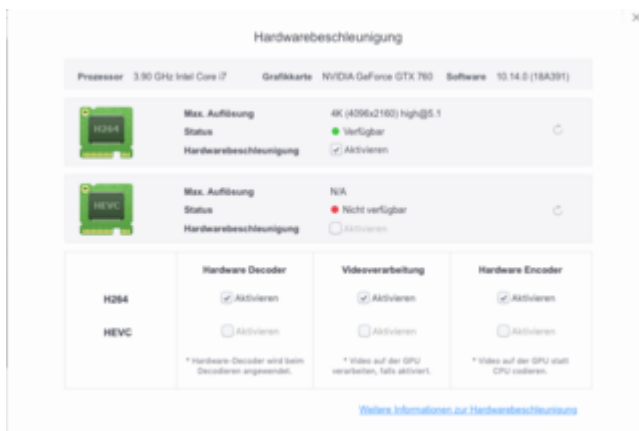 Hardwarebeschleunigung
Prozessor 3.90 GHz Intel Core i7 Grafikkarte NVIDIA GeForce GTX 760 Software 10.14.0 (18A391)
H264
Max. Auflösung 4K (4096x2160) high@5.1
Status Verfügbar
Hardwarebeschleunigung Aktivieren
HEVC
Max. Auflösung N/A
Status Nicht verfügbar
Hardwarebeschleunigung Aktivieren
Hardware Decoder Videoverarbeitung Hardware Encoder
H264 Aktivieren Aktivieren Aktivieren
HEVC Aktivieren Aktivieren Aktivieren
* Hardware-Decoder wird beim * Video auf der GPU * Video auf der GPU statt
Decodieren angewendet. verarbeiten, falls aktiviert. CPU codieren.
Weitere Informationen zur Hardwarebeschleunigung